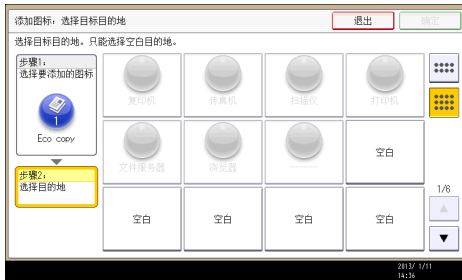 添加图标：选择目标目的地
退出
确定
选择目标目的地。只能选择空白目的地。
步骤1：
选择要添加的图标
1
Eco copy
步骤2：
选择目的地
复印机
传真机
扫描仪
打印机
文件服务器
浏览器
空白
空白
空白
空白
空白
1/6
2013/ 1/11
14:36